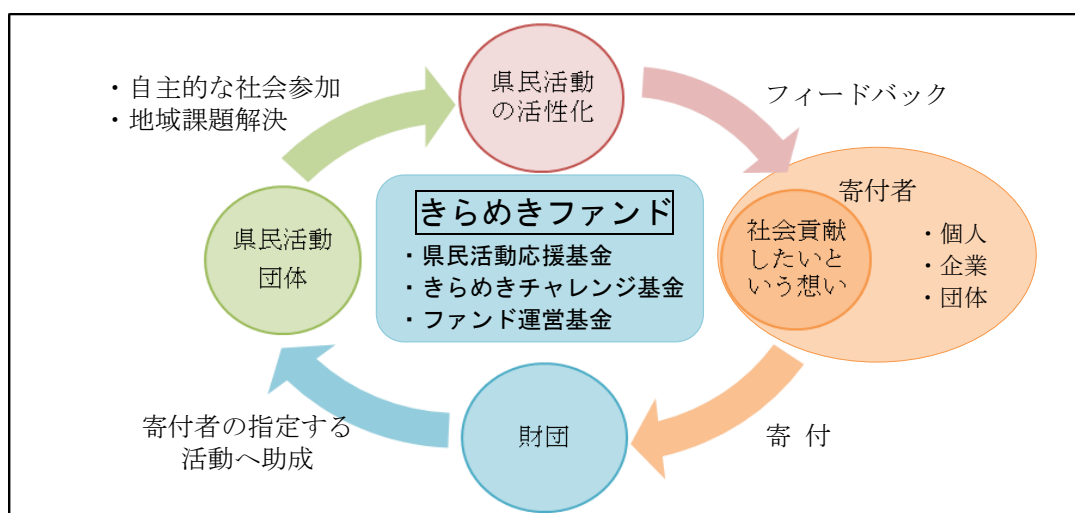 県民活動
の活性化
・自主的な社会参加
・地域課題解決
フィードバック
寄付者
社会貢献
したいと
いう想い
・個人
・企業
・団体
きらめきファンド
・県民活動応援基金
・きらめきチャレンジ基金
・ファンド運営基金
県民活動
団体
寄付者の指定する
活動へ助成
財団
寄 付